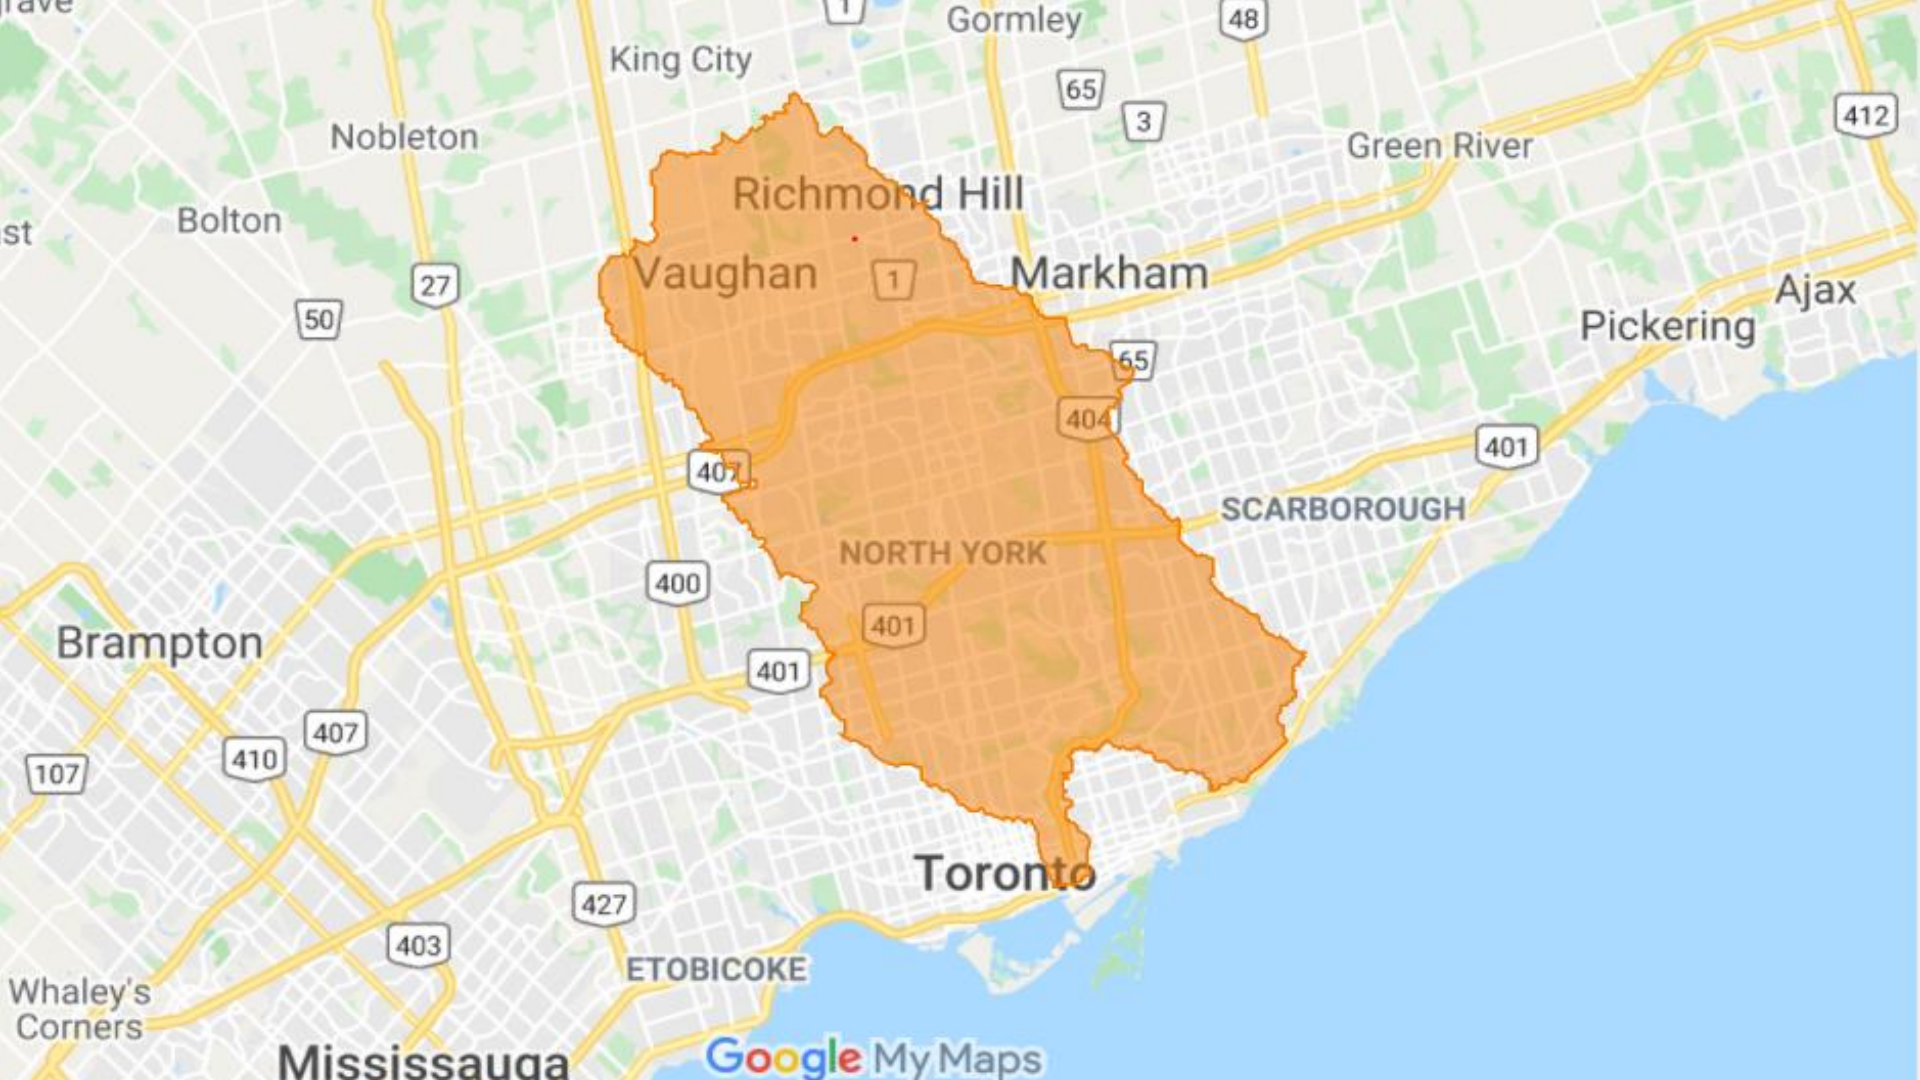 1
Gormley
48
King City
65
3
412
Nobleton
Green River
Richmond Hill
Bolton
st
Vaughan
1
Markham
27
Ajax
50
Pickering
65
404
401
407
SCARBOROUGH
NORTH YORK
400
401
Brampton
401
407
410
107
Toronto
427
403
ETOBICOKE
Whaley's
Corners
Mississauga
Google My Maps